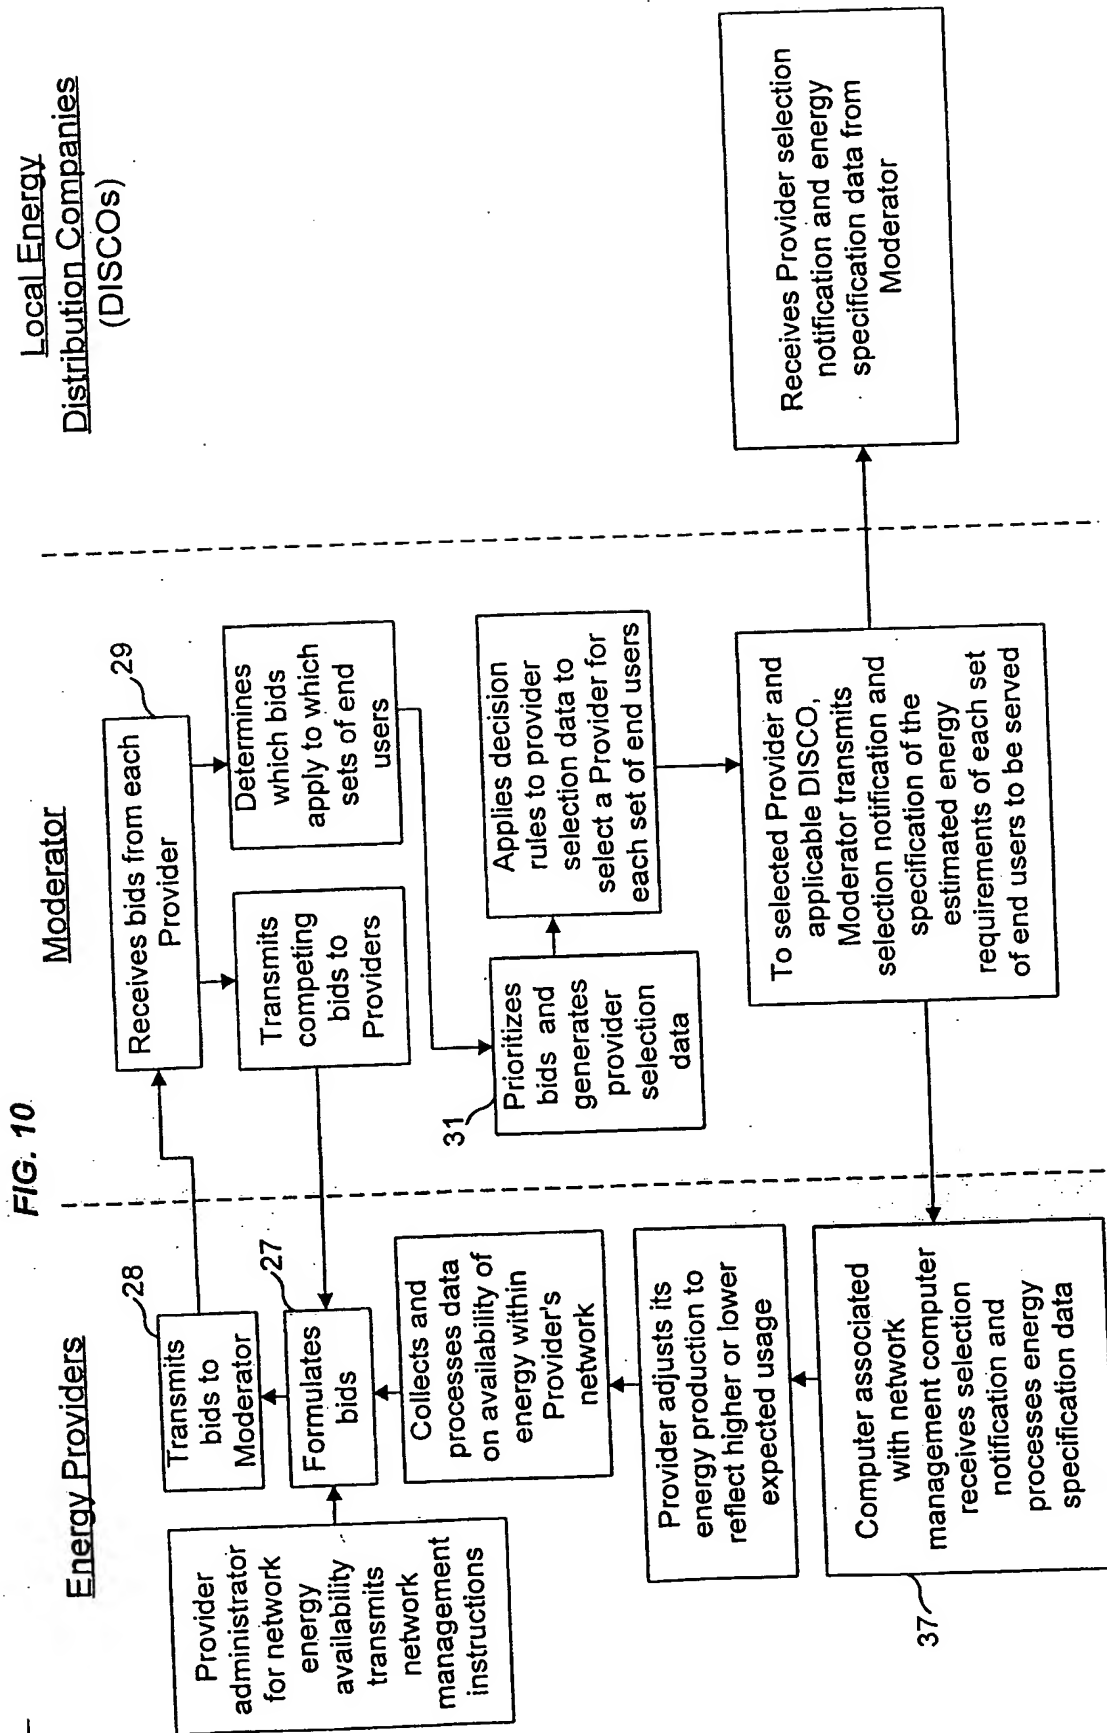 FIG. 10
Energy Providers
Moderator
Local Energy
Distribution Companies
(DISCOs)
Provider
administrator
for network
energy
availability
transmits
network
management
instructions
28
Transmits
bids to
Moderator
27
Formulates
bids
Collects and
processes data
on availability of
energy within
Provider's
network
Provider adjusts its
energy production to
reflect higher or lower
expected usage
Computer associated
with network
management computer
receives selection
notification and
processes energy
specification data
37
29
Receives bids from each
Provider
Transmits
competing
bids to
Providers
Determines
which bids
apply to which
sets of end
users
31
Prioritizes
bids and
generates
provider
selection
data
Applies decision
rules to provider
selection data to
select a Provider for
each set of end users
To selected Provider and
applicable DISCO,
Moderator transmits
selection notification and
specification of the
estimated energy
requirements of each set
of end users to be served
Receives Provider selection
notification and energy
specification data from
Moderator